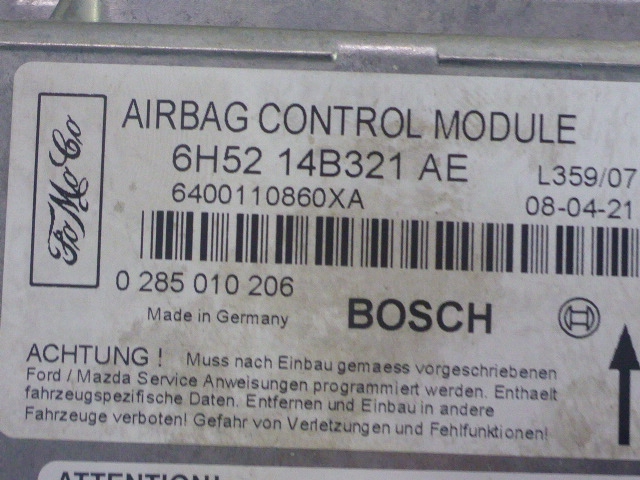 FoMoCo
AIRBAG CONTROL MODULE
6H52 14B321 AE
L359/07
6400110860XA
08-04-21
0 285 010 206
Made in Germany
BOSCH
ACHTUNG ! Muss nach Einbau gemaess vorgeschriebenen
Ford / Mazda Service Anweisungen programmiert werden. Enthaelt
fahrzeugspezifische Daten. Entfernen und Einbau in andere
Fahrzeuge verboten! Gefahr von Verletzungen und Fehlfunktionen!
ATTENTION!